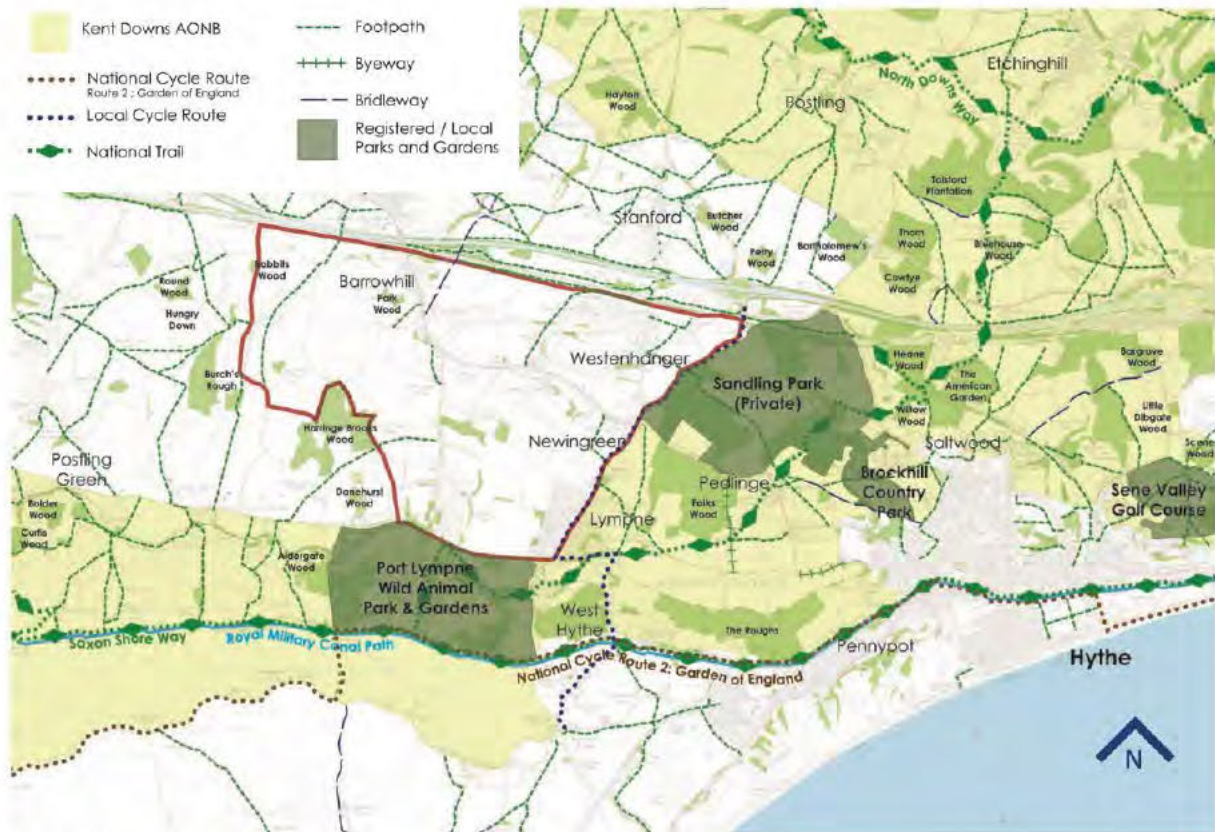 Kent Downs AONB
National Cycle Route
Route 2 ; Garden of England
Local Cycle Route
National Trail
Footpath
Byeway
Bridleway
Registered / Local
Parks and Gardens
Etchinghill
North Downs Way
Postling
Hayton
Wood
Tolsford
Plantation
Stanford
Butcher
Wood
Perry
Wood
Bartholomew's
Wood
Thorn
Wood
Bluehouse
Wood
Cowtye
Wood
Babbils
Wood
Round
Wood
Hungry
Down
Barrowhill
Park
Wood
Westenhanger
Heane
Wood
The
American
Garden
Bargrove
Wood
Burch's
Rough
Sandling Park
(Private)
Willow
Wood
Little
Dibgate
Wood
Harringe Brooks
Wood
Newingreen
Saltwood
Scene
Wood
Postling
Green
Pedlinge
Brockhill
Country
Park
Sene Valley
Golf Course
Bolder
Wood
Curtis
Wood
Danehurst
Wood
Folks
Wood
Lympne
Aldergate
Wood
Port Lympne
Wild Animal
Park & Gardens
West
Hythe
The Roughs
Saxon Shore Way
Royal Military Canal Path
National Cycle Route 2: Garden of England
Pennypot
Hythe
N